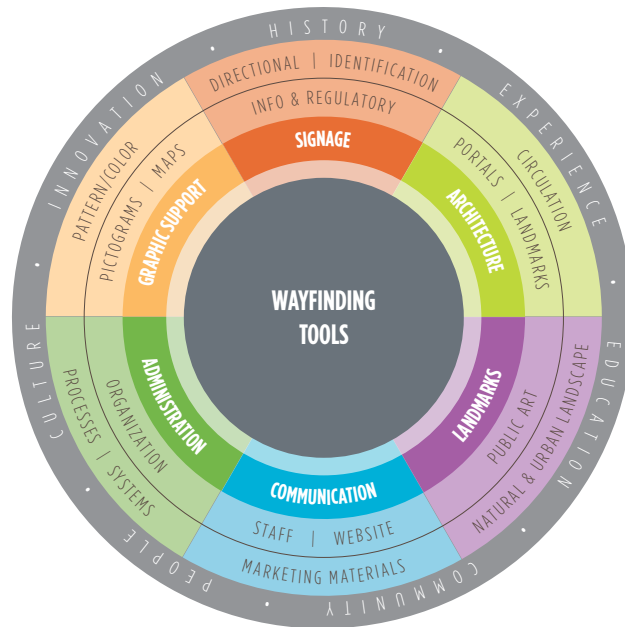 WAYFINDING
TOOLS
SIGNAGE
INFO & REGULATORY
DIRECTIONAL | IDENTIFICATION
ARCHITECTURE
PORTALS | LANDMARKS
CIRCULATION
LANDMARKS
PUBLIC ART
NATURAL & URBAN LANDSCAPE
COMMUNICATION
STAFF | WEBSITE
MARKETING MATERIALS
ADMINISTRATION
ORGANIZATION
PROCESSES | SYSTEMS
GRAPHIC SUPPORT
PICTOGRAMS | MAPS
PATTERN/COLOR
HISTORY • EXPERIENCE • EDUCATION • COMMUNITY • PEOPLE • CULTURE • INNOVATION •